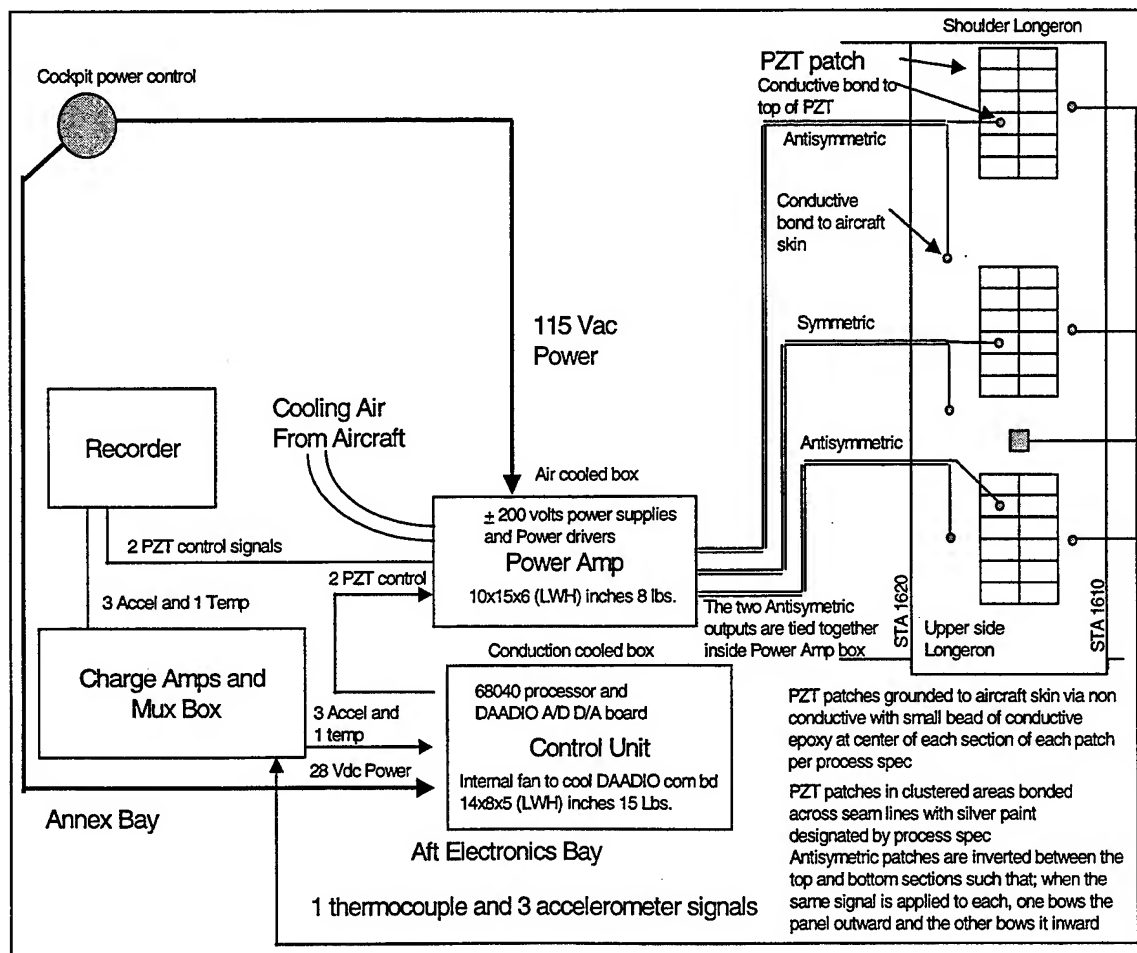 Shoulder Longeron
Cockpit power control
PZT patch
Conductive bond to
top of PZT
Antisymmetric
Conductive
bond to aircraft
skin
115 Vac
Power
Symmetric
Cooling Air
From Aircraft
Recorder
Antisymmetric
Air cooled box
± 200 volts power supplies
and Power drivers
Power Amp
10x15x6 (LWH) inches 8 lbs.
2 PZT control signals
2 PZT control
3 Accel and 1 Temp
The two Antisymetric
outputs are tied together
inside Power Amp box
STA 1620
STA 1610
Upper side
Longeron
Charge Amps and
Mux Box
Conduction cooled box
68040 processor and
DAADIO A/D D/A board
Control Unit
Internal fan to cool DAADIO com bd
14x8x5 (LWH) inches 15 Lbs.
3 Accel and
1 temp
28 Vdc Power
Annex Bay
Aft Electronics Bay
PZT patches grounded to aircraft skin via non
conductive with small bead of conductive
epoxy at center of each section of each patch
per process spec
PZT patches in clustered areas bonded
across seam lines with silver paint
designated by process spec
Antisymetric patches are inverted between the
top and bottom sections such that; when the
same signal is applied to each, one bows the
panel outward and the other bows it inward
1 thermocouple and 3 accelerometer signals